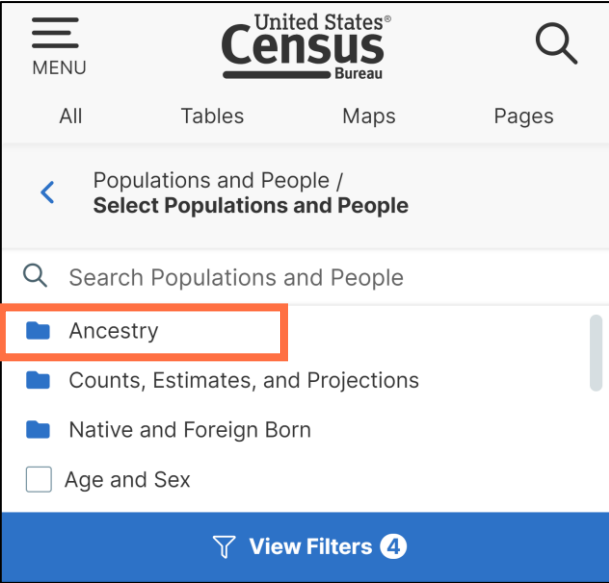 United States®
Census
Bureau
MENU
All Tables Maps Pages
Populations and People /
Select Populations and People
Search Populations and People
Ancestry
Counts, Estimates, and Projections
Native and Foreign Born
Age and Sex
View Filters 4